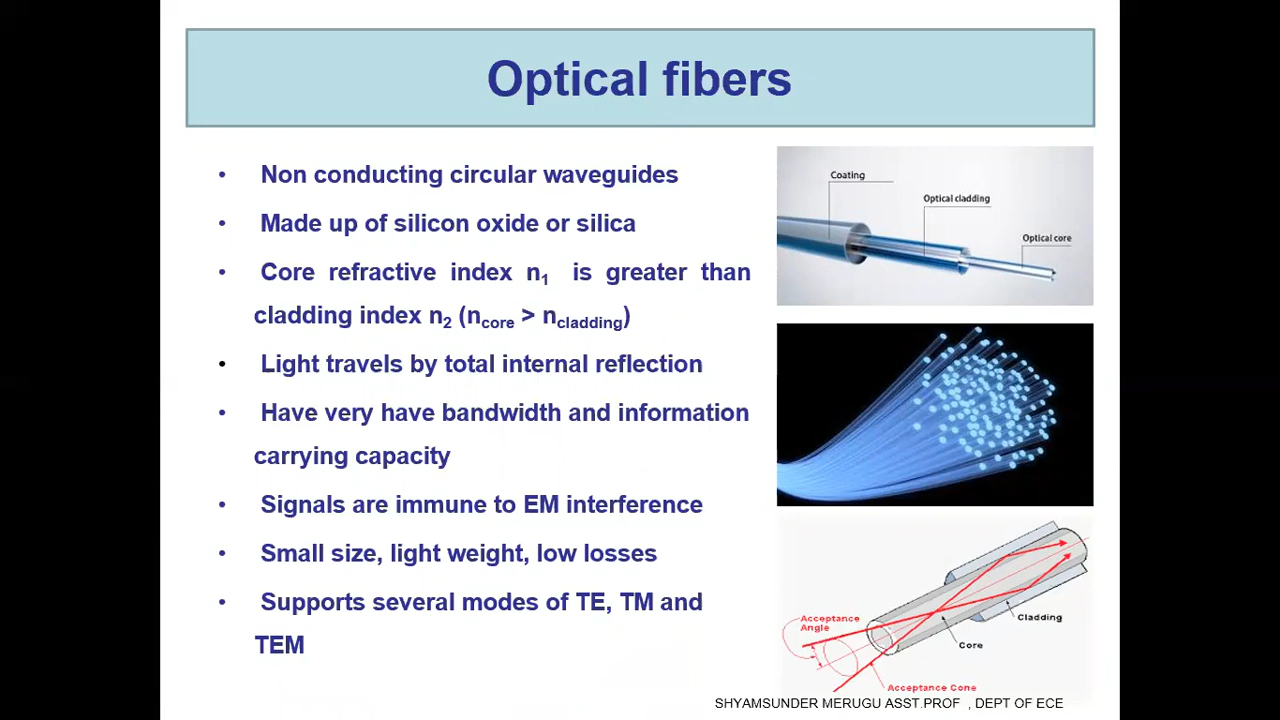 Optical fibers
• Non conducting circular waveguides
• Made up of silicon oxide or silica
• Core refractive index n₁ is greater than
cladding index n₂ (n_core > n_cladding)
• Light travels by total internal reflection
• Have very have bandwidth and information
carrying capacity
• Signals are immune to EM interference
• Small size, light weight, low losses
• Supports several modes of TE, TM and
TEM
Coating
Optical cladding
Optical core
Acceptance
Angle
Cladding
Core
Acceptance Cone
SHYAMSUNDER MERUGU ASST.PROF , DEPT OF ECE